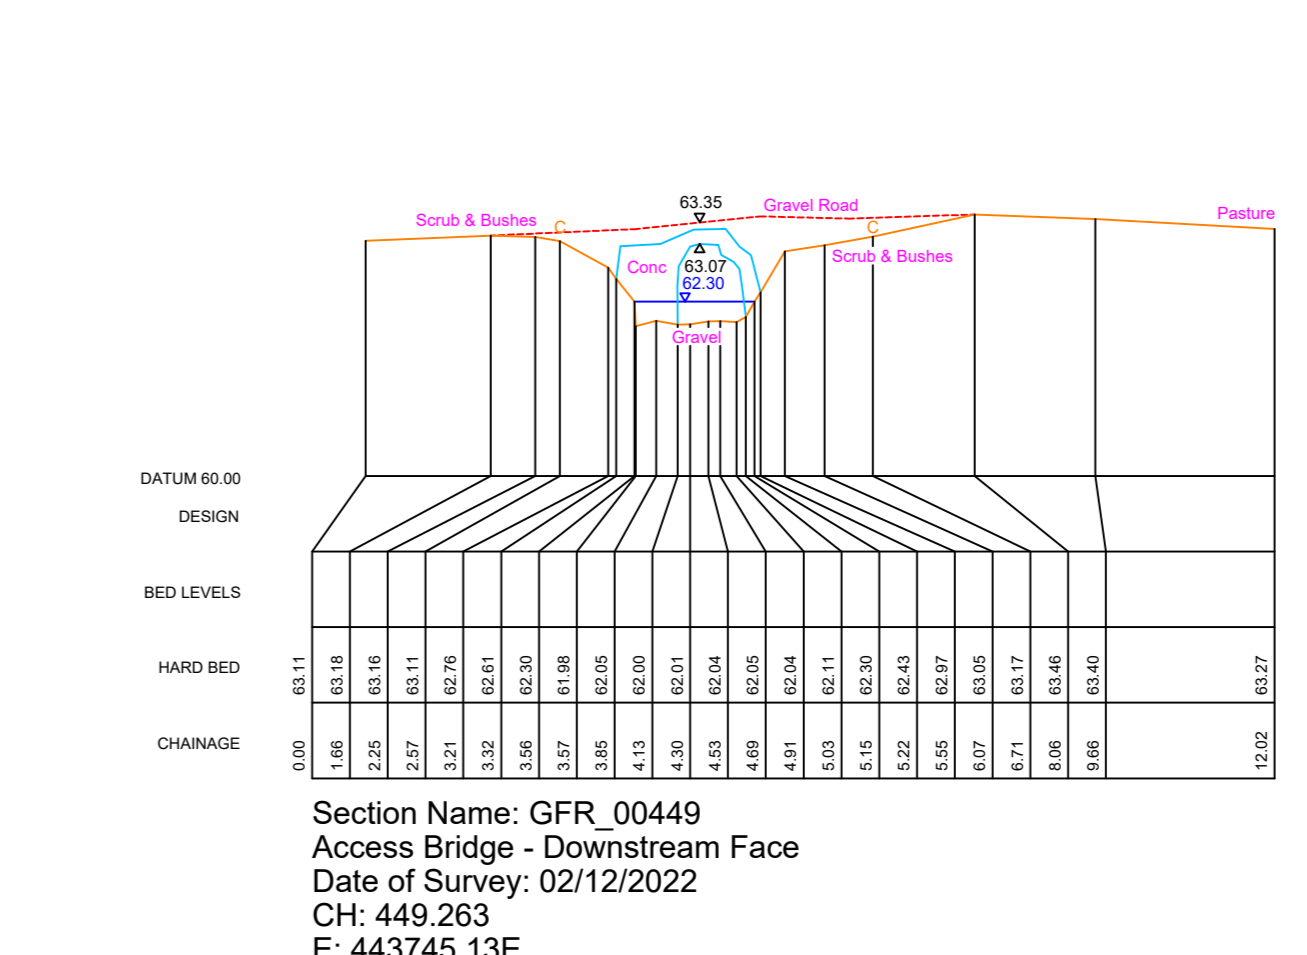 63.35
Gravel Road
Scrub & Bushes
C
C
Pasture
Conc
63.07
62.30
Scrub & Bushes
Gravel
DATUM 60.00
DESIGN
BED LEVELS
HARD BED 63.11 63.18 63.16 63.11 62.76 62.61 62.30 61.98 62.05 62.00 62.01 62.04 62.05 62.04 62.11 62.30 62.43 62.97 63.05 63.17 63.46 63.40 63.27
CHAINAGE 0.00 1.66 2.25 2.57 3.21 3.32 3.56 3.57 3.85 4.13 4.30 4.53 4.69 4.91 5.03 5.15 5.22 5.55 6.07 6.71 8.06 9.66 12.02
Section Name: GFR_00449
Access Bridge - Downstream Face
Date of Survey: 02/12/2022
CH: 449.263
E: 443745.13E